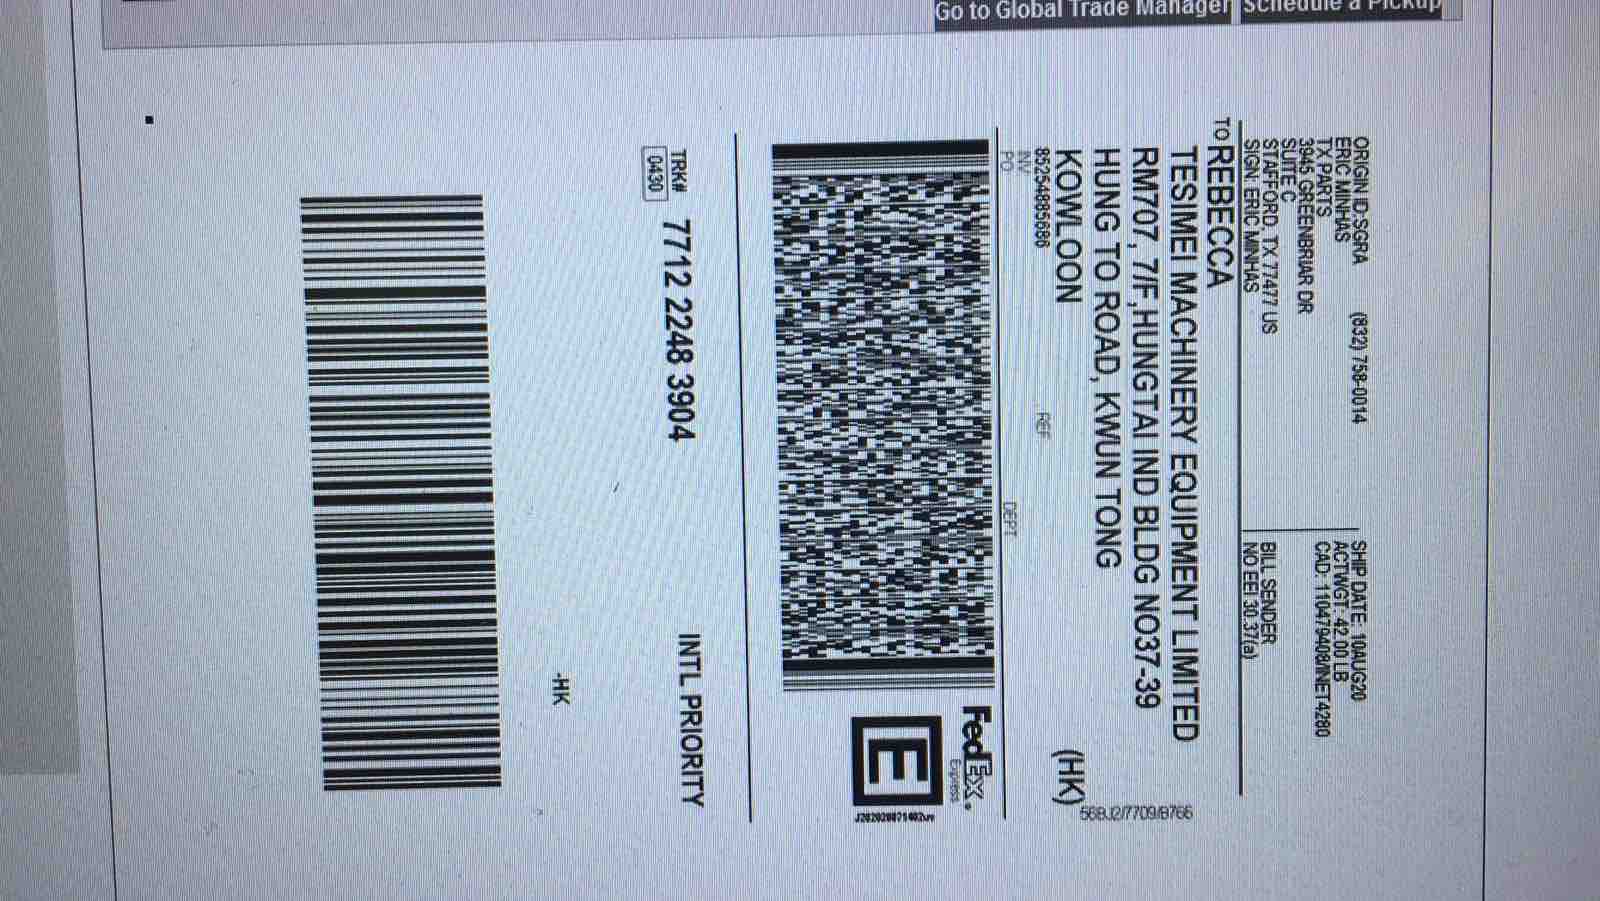 Go to Global Trade Manager
Schedule a Pickup
ORIGIN ID:SGRA (832) 758-0014
ERIC MINHAS
TX PARTS
3945 GREENBRIAR DR
SUITE C
STAFFORD, TX 77477 US
SIGN: ERIC MINHAS
SHIP DATE: 10AUG20
ACTWGT: 42.00 LB
CAD: 110479408/INET4280
BILL SENDER
NO EEI 30.37(a)
TO REBECCA
TESIMEI MACHINERY EQUIPMENT LIMITED
RM707, 7/F,HUNGTAI IND BLDG NO37-39
HUNG TO ROAD, KWUN TONG
KOWLOON (HK)
85254885686 REF
INV
PO DEPT
56BJ2/7709/B766
FedEx
Express
E
TRK#
0430
7712 2248 3904
INTL PRIORITY
-HK